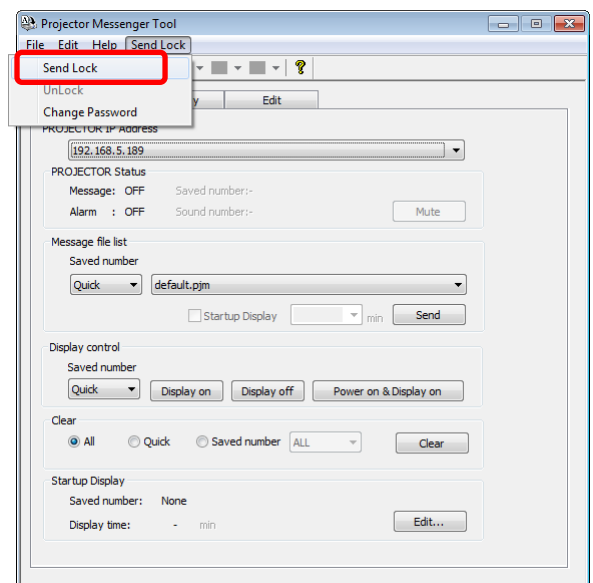 Projector Messenger Tool
File Edit Help Send Lock
Send Lock
?
UnLock
Change Password
Edit
PROJECTOR IP Address
192.168.5.189
PROJECTOR Status
Message: OFF Saved number:-
Alarm : OFF Sound number:- Mute
Message file list
Saved number
Quick default.pjm
Startup Display min Send
Display control
Saved number
Quick Display on Display off Power on & Display on
Clear
All Quick Saved number ALL Clear
Startup Display
Saved number: None
Display time: - min Edit...